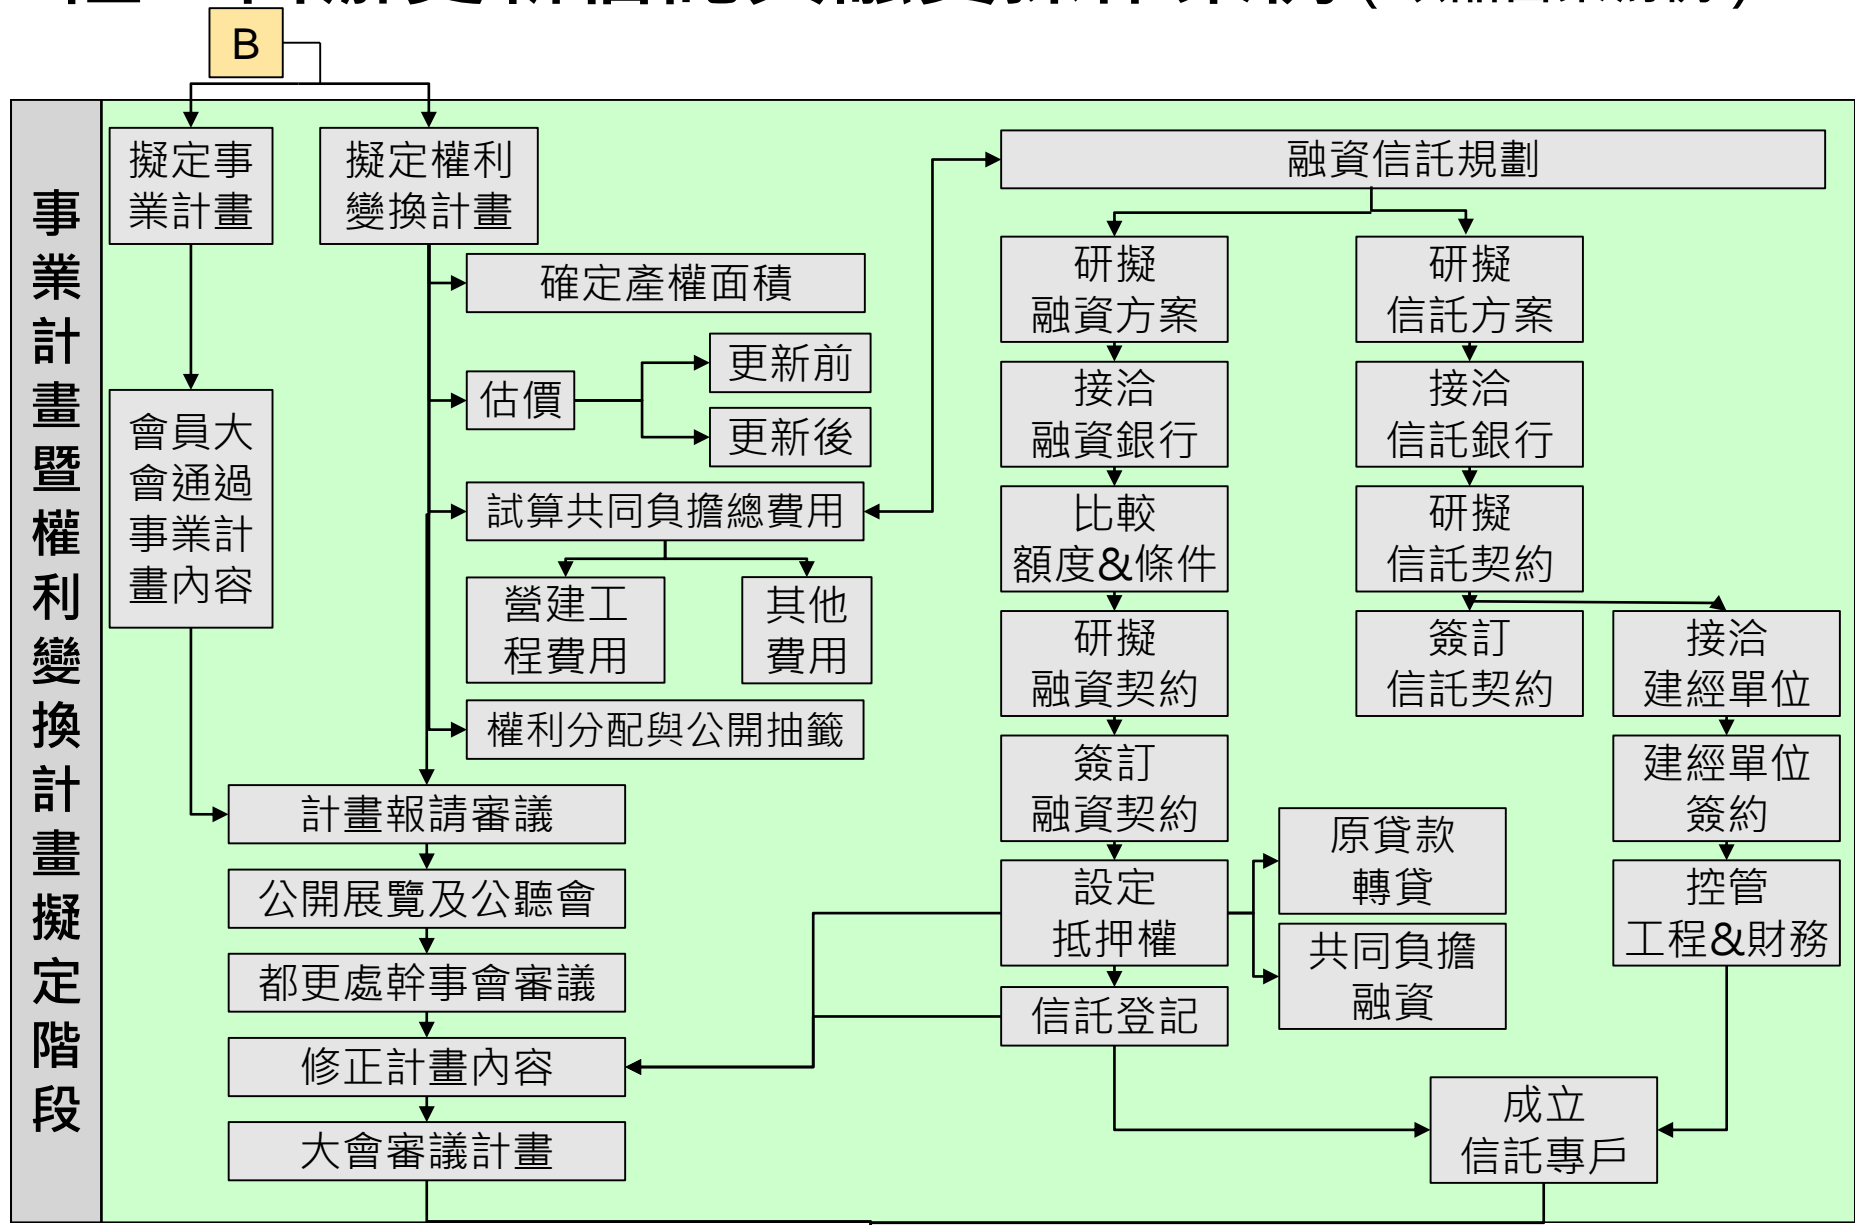 B
事業計畫暨權利變換計畫擬定階段
擬定事
業計畫
擬定權利
變換計畫
融資信託規劃
確定產權面積
估價
更新前
更新後
會員大
會通過
事業計
畫內容
試算共同負擔總費用
營建工
程費用
其他
費用
權利分配與公開抽籤
計畫報請審議
公開展覽及公聽會
都更處幹事會審議
修正計畫內容
大會審議計畫
研擬
融資方案
接洽
融資銀行
比較
額度&條件
研擬
融資契約
簽訂
融資契約
設定
抵押權
信託登記
原貸款
轉貸
共同負擔
融資
研擬
信託方案
接洽
信託銀行
研擬
信託契約
簽訂
信託契約
接洽
建經單位
建經單位
簽約
控管
工程&財務
成立
信託專戶